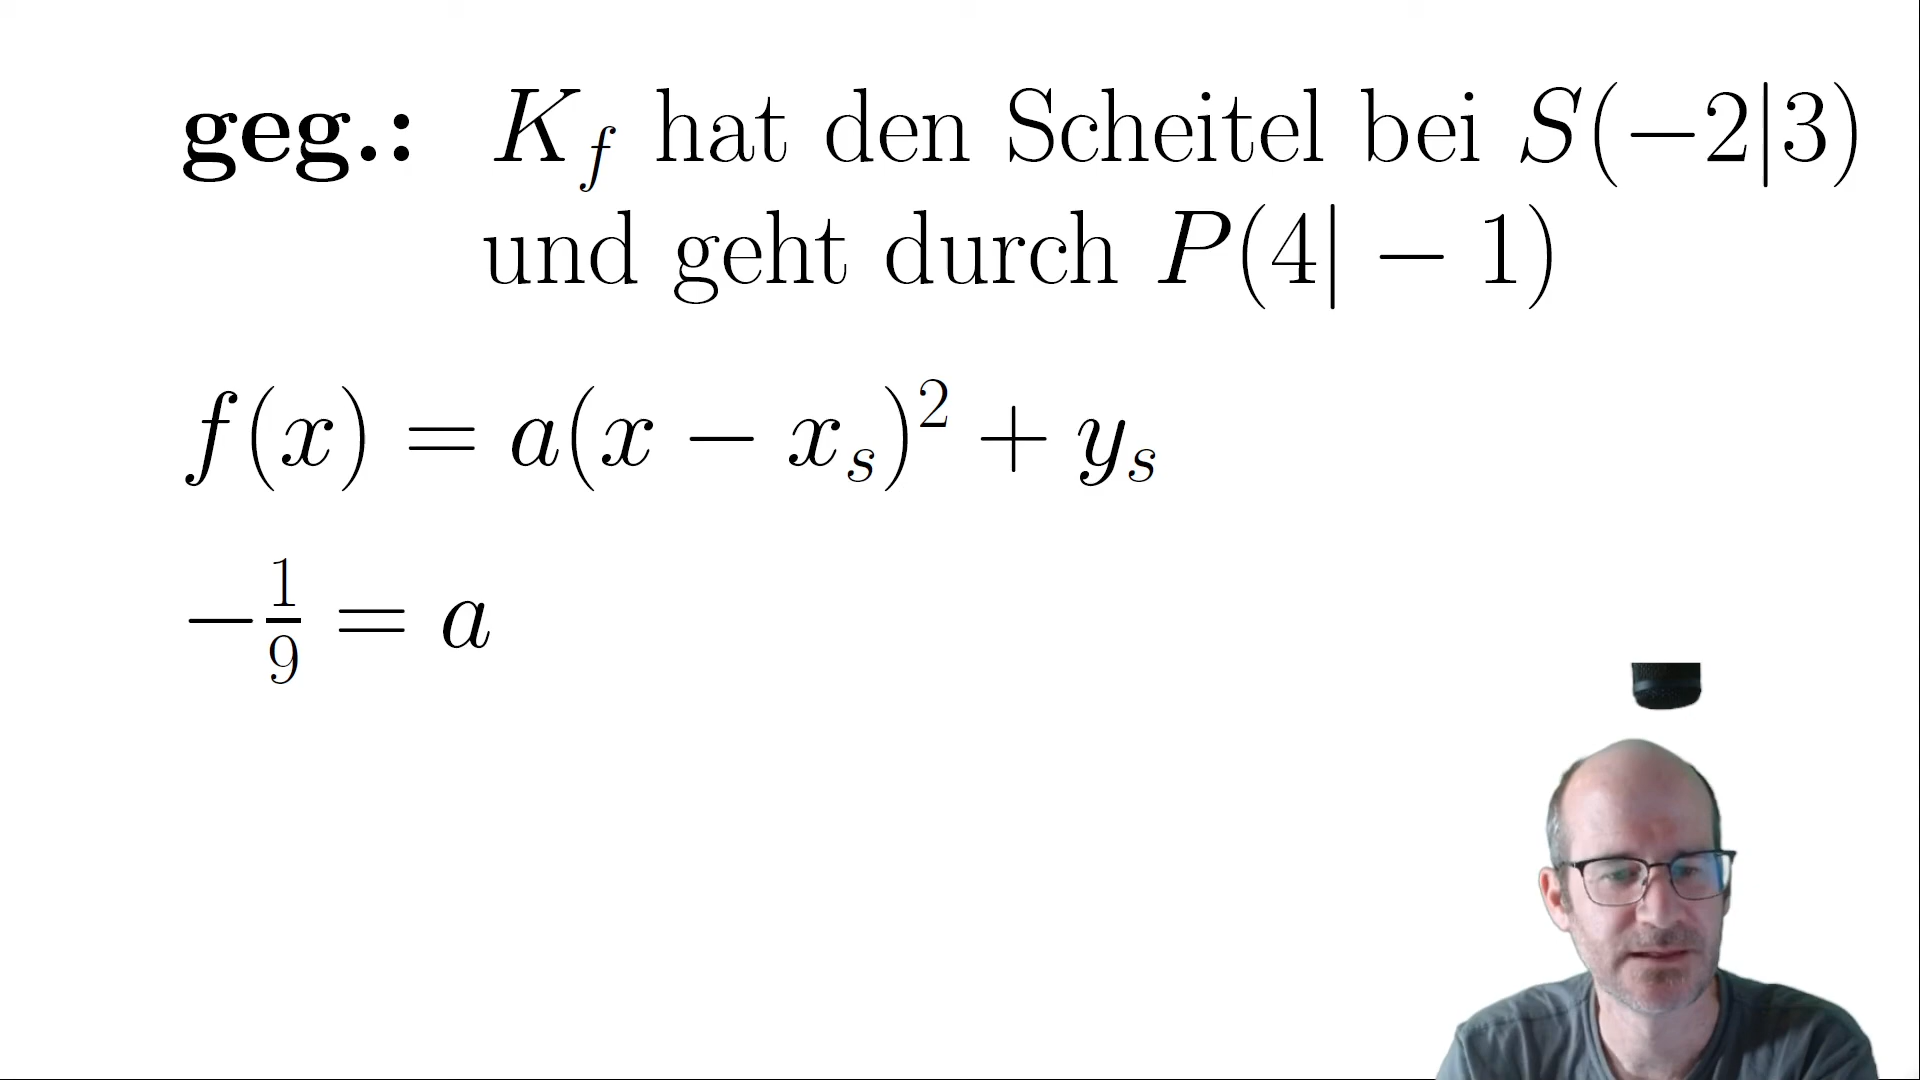 geg.: K_f hat den Scheitel bei S(−2|3)
und geht durch P(4| − 1)
f(x) = a(x − x_s)² + y_s
−1/9 = a